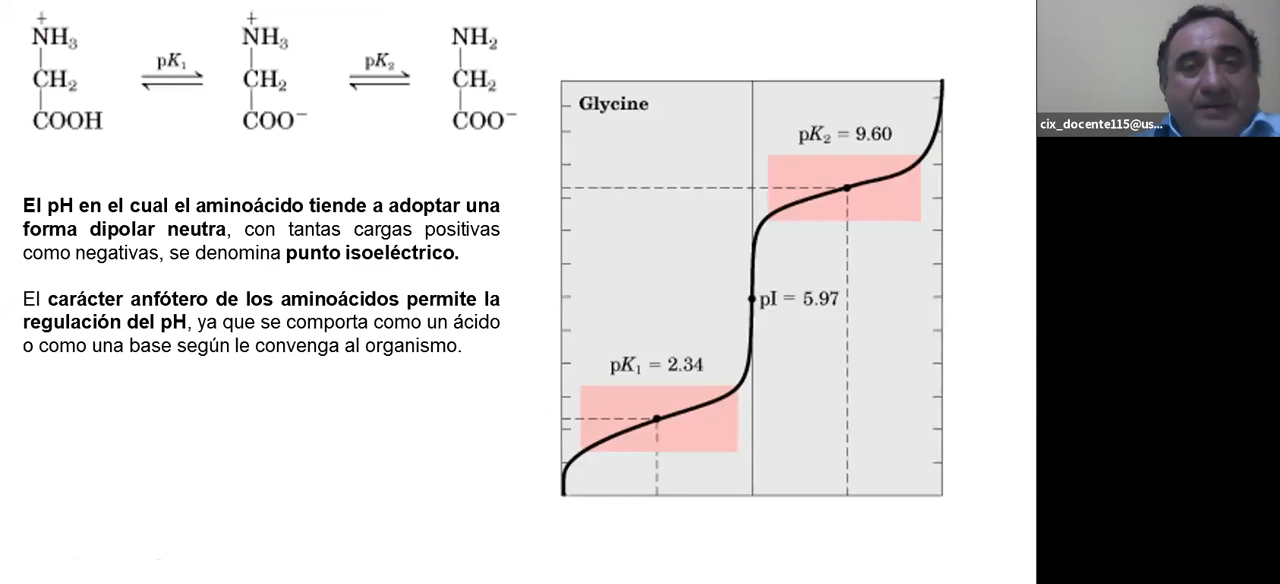 + +
NH₃ NH₃ NH₂
pK₁ pK₂
CH₂ CH₂ CH₂
COOH COO⁻ COO⁻
El pH en el cual el aminoácido tiende a adoptar una
forma dipolar neutra, con tantas cargas positivas
como negativas, se denomina punto isoeléctrico.
El carácter anfótero de los aminoácidos permite la
regulación del pH, ya que se comporta como un ácido
o como una base según le convenga al organismo.
Glycine
pK₂ = 9.60
pI = 5.97
pK₁ = 2.34
cix_docente115@us...